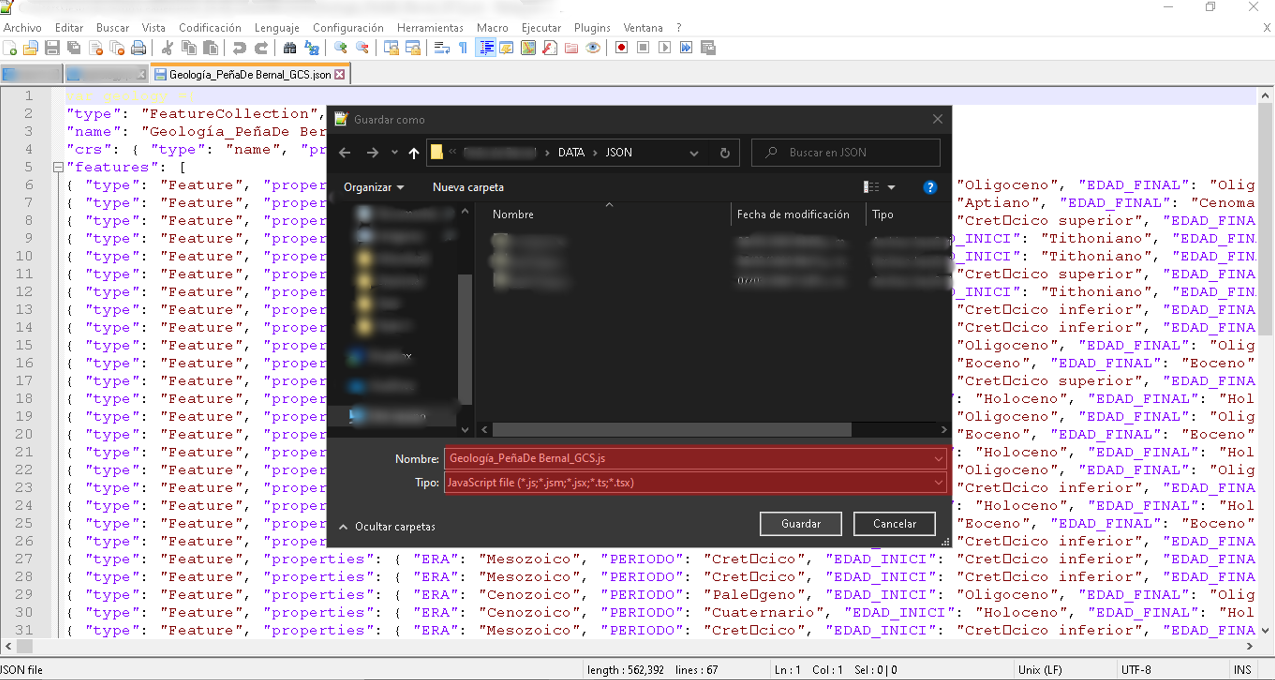 Archivo Editar Buscar Vista Codificación Lenguaje Configuración Herramientas Macro Ejecutar Plugins Ventana ? X
Geología_PeñaDe Bernal_GCS.json
1
2 "type": "FeatureCollection",
3 "name": "Geología_PeñaDe Ber
4 "crs": { "type": "name", "pr
5 "features": [
6 { "type": "Feature", "proper "Oligoceno", "EDAD_FINAL": "Olig
7 { "type": "Feature", "proper "Aptiano", "EDAD_FINAL": "Cenoma
8 { "type": "Feature", "proper "Cret□cico superior", "EDAD_FINA
9 { "type": "Feature", "proper D_INICI": "Tithoniano", "EDAD_FIN
10 { "type": "Feature", "proper _INICI": "Tithoniano", "EDAD_FINA
11 { "type": "Feature", "proper "Cret□cico superior", "EDAD_FINA
12 { "type": "Feature", "proper D_INICI": "Tithoniano", "EDAD_FIN
13 { "type": "Feature", "proper "Cret□cico inferior", "EDAD_FINA
14 { "type": "Feature", "proper "Cret□cico inferior", "EDAD_FINA
15 { "type": "Feature", "proper "Oligoceno", "EDAD_FINAL": "Olig
16 { "type": "Feature", "proper "Eoceno", "EDAD_FINAL": "Eoceno"
17 { "type": "Feature", "proper "Cret□cico superior", "EDAD_FINA
18 { "type": "Feature", "proper : "Holoceno", "EDAD_FINAL": "Hol
19 { "type": "Feature", "proper "Oligoceno", "EDAD_FINAL": "Olig
20 { "type": "Feature", "proper "Eoceno", "EDAD_FINAL": "Eoceno"
21 { "type": "Feature", "proper : "Holoceno", "EDAD_FINAL": "Hol
22 { "type": "Feature", "proper "Oligoceno", "EDAD_FINAL": "Olig
23 { "type": "Feature", "proper "Cret□cico inferior", "EDAD_FINA
24 { "type": "Feature", "proper : "Holoceno", "EDAD_FINAL": "Hol
25 { "type": "Feature", "proper "Eoceno", "EDAD_FINAL": "Eoceno"
26 { "type": "Feature", "proper "Cret□cico inferior", "EDAD_FINA
27 { "type": "Feature", "properties": { "ERA": "Mesozoico", "PERIODO": "Cret□cico", "EDAD_INICI": "Cret□cico inferior", "EDAD_FINA
28 { "type": "Feature", "properties": { "ERA": "Mesozoico", "PERIODO": "Cret□cico", "EDAD_INICI": "Cret□cico inferior", "EDAD_FINA
29 { "type": "Feature", "properties": { "ERA": "Cenozoico", "PERIODO": "Pale□geno", "EDAD_INICI": "Oligoceno", "EDAD_FINAL": "Olig
30 { "type": "Feature", "properties": { "ERA": "Cenozoico", "PERIODO": "Cuaternario", "EDAD_INICI": "Holoceno", "EDAD_FINAL": "Hol
31 { "type": "Feature", "properties": { "ERA": "Mesozoico", "PERIODO": "Cret□cico", "EDAD_INICI": "Cret□cico inferior", "EDAD_FINA
Guardar como
« › DATA › JSON
Buscar en JSON
Organizar Nueva carpeta
Nombre Fecha de modificación Tipo
Nombre: Geología_PeñaDe Bernal_GCS.js
Tipo: JavaScript file (*.js;*.jsm;*.jsx;*.ts;*.tsx)
Ocultar carpetas Guardar Cancelar
JSON file length : 562,392 lines : 67 Ln : 1 Col : 1 Sel : 0 | 0 Unix (LF) UTF-8 INS